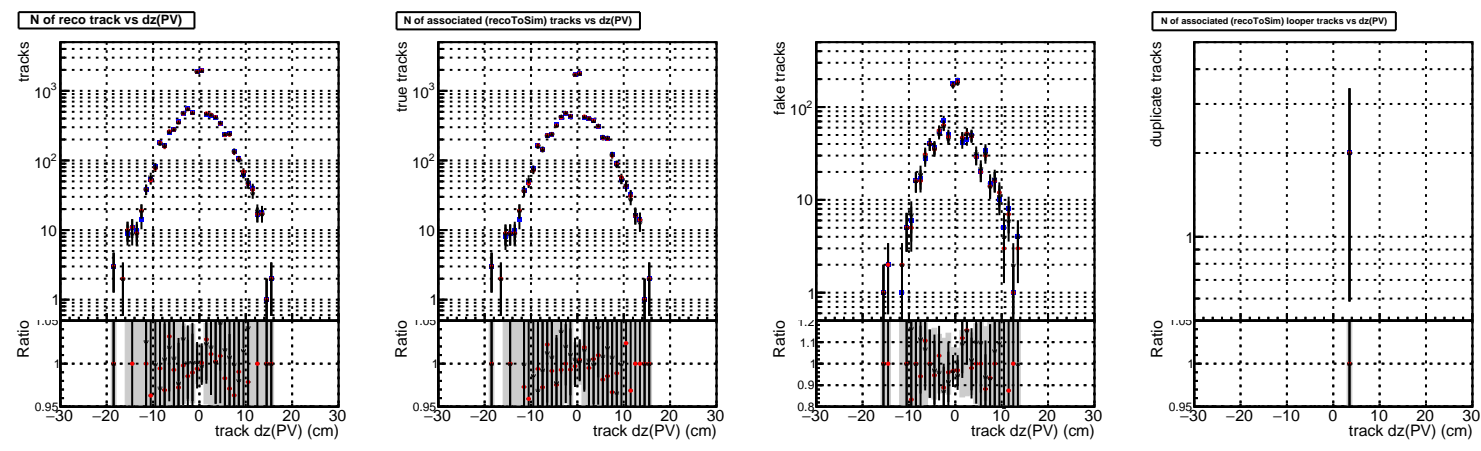 N of reco track vs dz(PV)
tracks
10³
10²
10
1
Ratio
1.05
1
0.95
−30 −20 −10 0 10 20 30
track dz(PV) (cm)
N of associated (recoToSim) tracks vs dz(PV)
true tracks
10³
10²
10
1
Ratio
1.05
1
0.95
−30 −20 −10 0 10 20 30
track dz(PV) (cm)
fake tracks
10²
10
1
Ratio
1.2
1.1
1
0.9
0.8
−30 −20 −10 0 10 20 30
track dz(PV) (cm)
N of associated (recoToSim) looper tracks vs dz(PV)
duplicate tracks
1
Ratio
1.05
1
0.95
−30 −20 −10 0 10 20 30
track dz(PV) (cm)